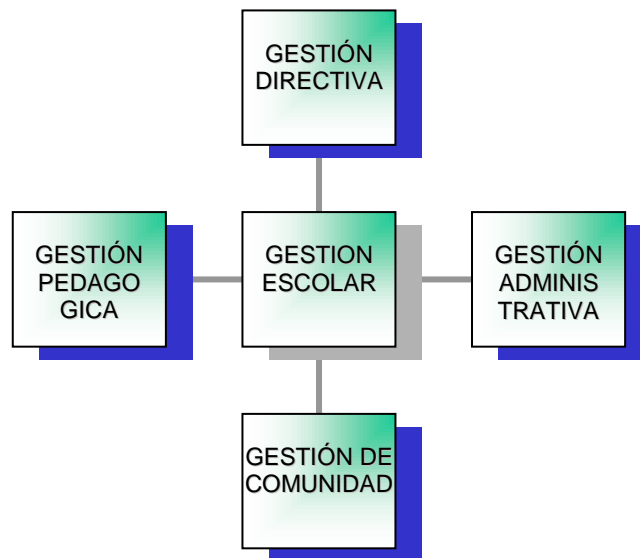 GESTIÓN
DIRECTIVA
GESTIÓN
PEDAGO
GICA
GESTION
ESCOLAR
GESTIÓN
ADMINIS
TRATIVA
GESTIÓN DE
COMUNIDAD